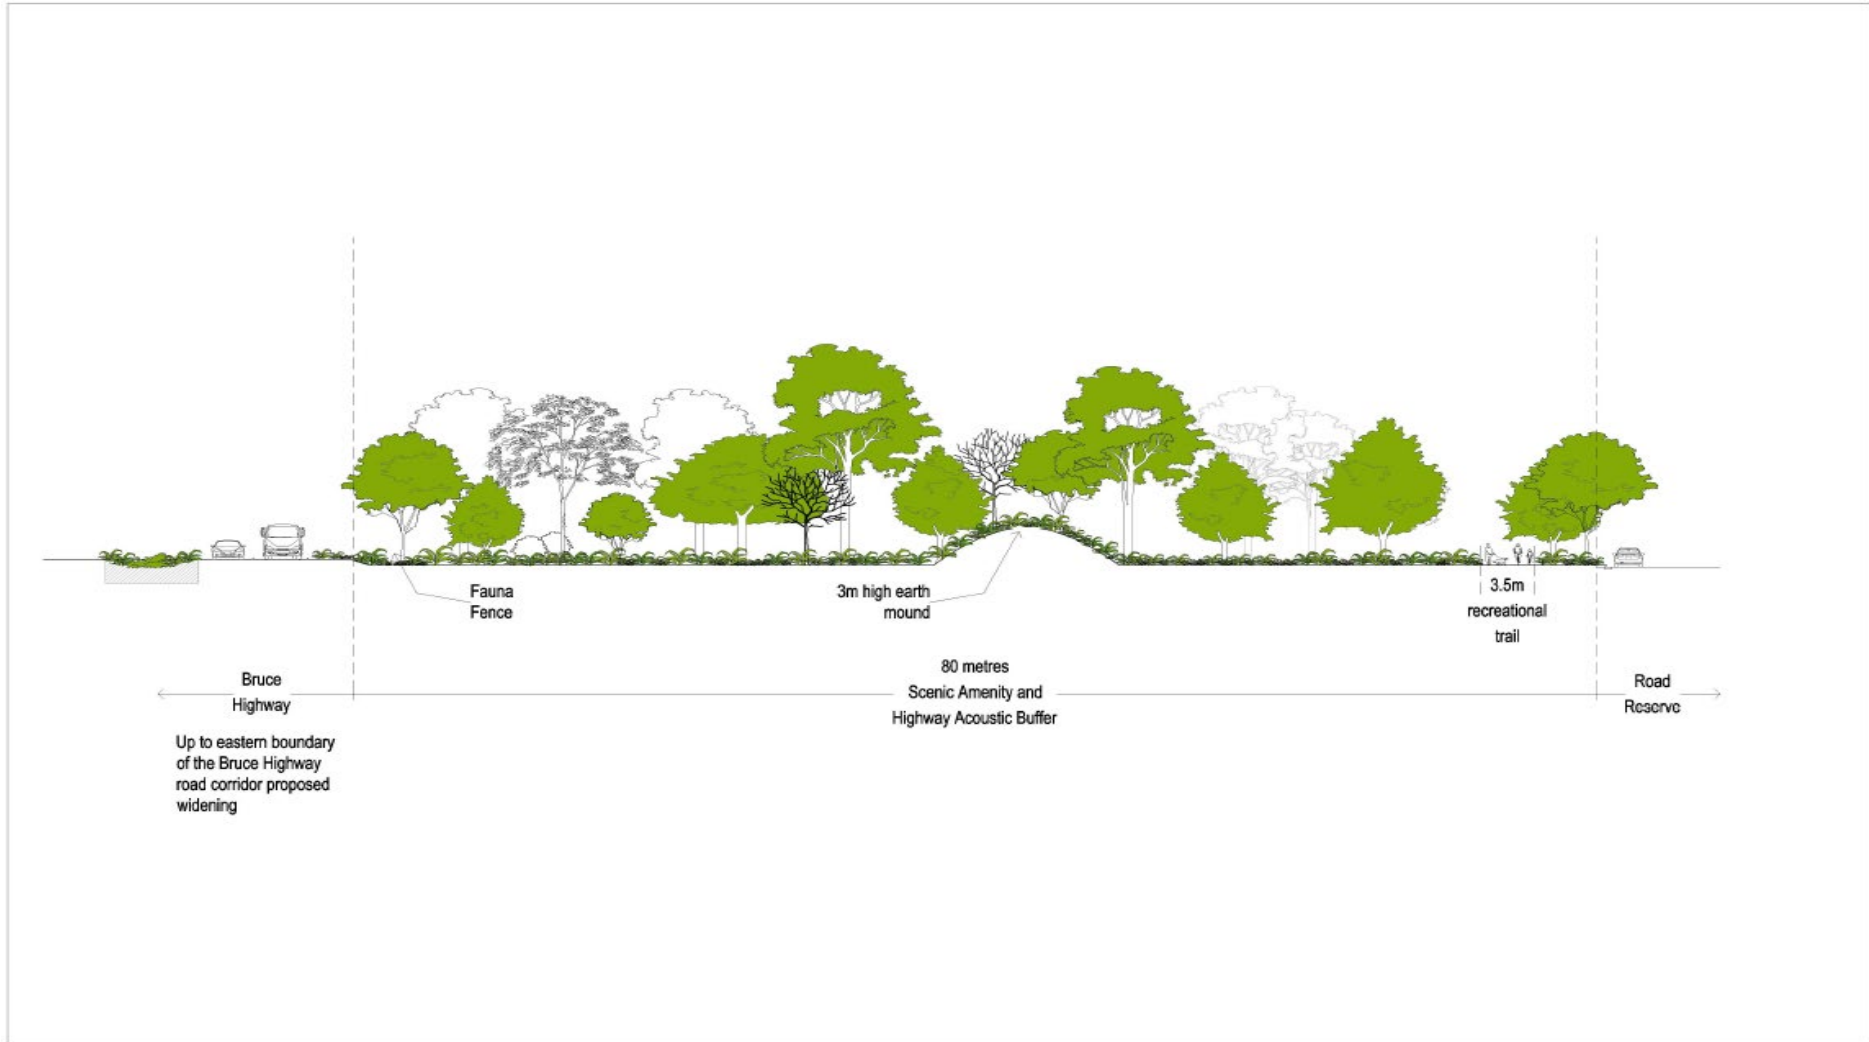 Fauna
Fence
3m high earth
mound
3.5m
recreational
trail
80 metres
Scenic Amenity and
Highway Acoustic Buffer
Bruce
Highway
Road
Reserve
Up to eastern boundary
of the Bruce Highway
road corridor proposed
widening